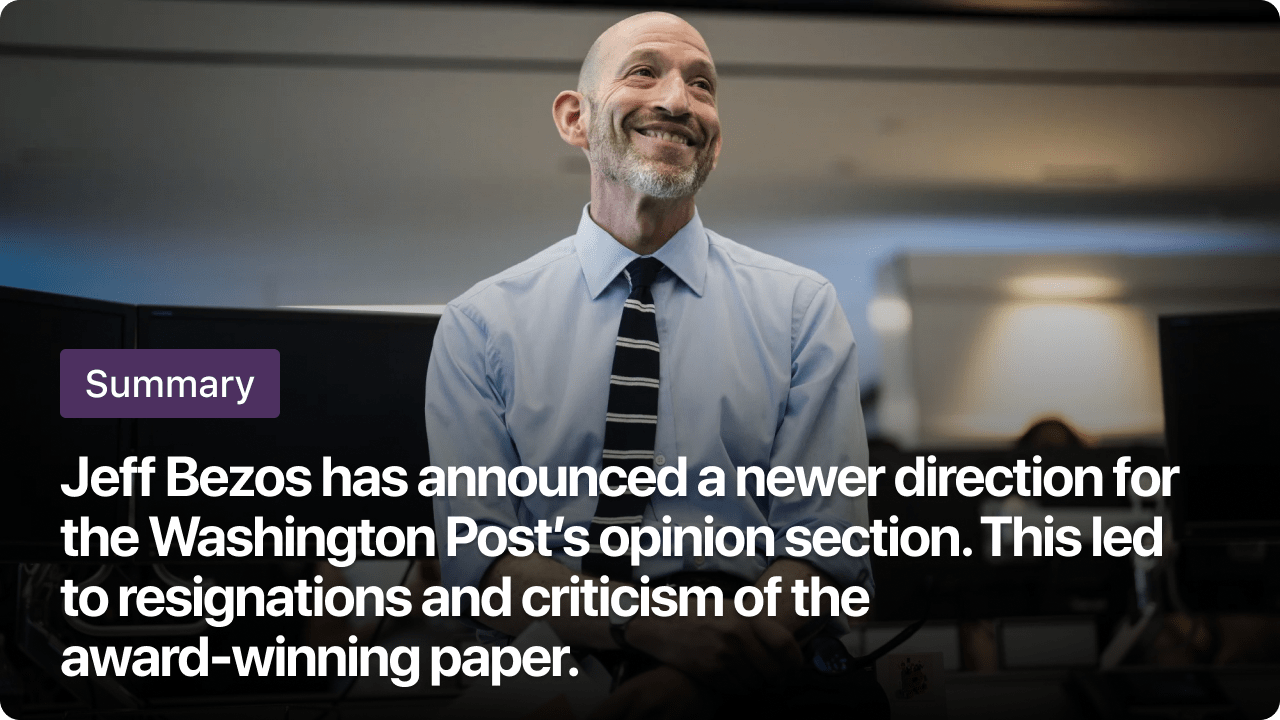 Summary
Jeff Bezos has announced a newer direction for
the Washington Post’s opinion section. This led
to resignations and criticism of the
award-winning paper.